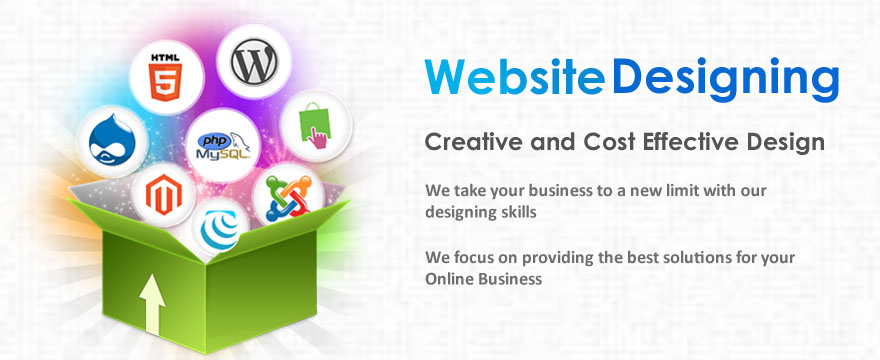 HTML
5
W
php
MySQL
Website Designing
Creative and Cost Effective Design
We take your business to a new limit with our
designing skills
We focus on providing the best solutions for your
Online Business